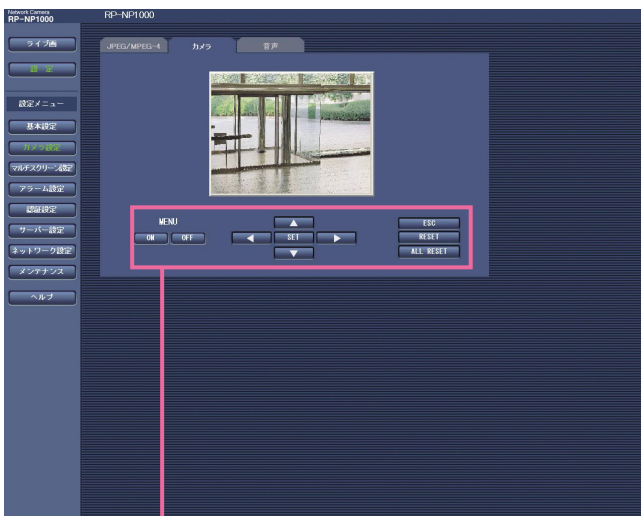 Network Camera
RP-NP1000
RP-NP1000
ライブ画
設 定
設定メニュー
基本設定
カメラ設定
マルチスクリーン設定
アラーム設定
認証設定
サーバー設定
ネットワーク設定
メンテナンス
ヘルプ
JPEG/MPEG-4 カメラ 音声
MENU
ON OFF
▲
◀ SET ▶
▼
ESC
RESET
ALL RESET